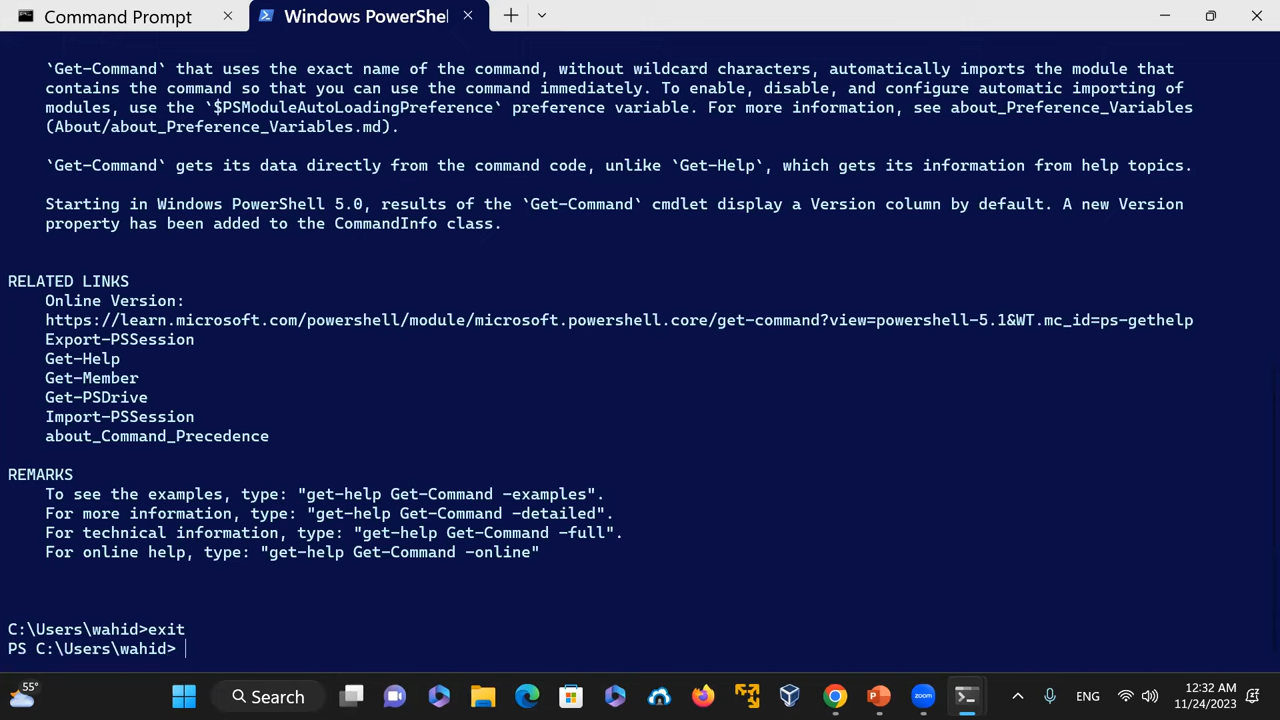 Command Prompt
Windows PowerShel
`Get-Command` that uses the exact name of the command, without wildcard characters, automatically imports the module that
contains the command so that you can use the command immediately. To enable, disable, and configure automatic importing of
modules, use the `$PSModuleAutoLoadingPreference` preference variable. For more information, see about_Preference_Variables
(About/about_Preference_Variables.md).
`Get-Command` gets its data directly from the command code, unlike `Get-Help`, which gets its information from help topics.
Starting in Windows PowerShell 5.0, results of the `Get-Command` cmdlet display a Version column by default. A new Version
property has been added to the CommandInfo class.
RELATED LINKS
Online Version:
https://learn.microsoft.com/powershell/module/microsoft.powershell.core/get-command?view=powershell-5.1&WT.mc_id=ps-gethelp
Export-PSSession
Get-Help
Get-Member
Get-PSDrive
Import-PSSession
about_Command_Precedence
REMARKS
To see the examples, type: "get-help Get-Command -examples".
For more information, type: "get-help Get-Command -detailed".
For technical information, type: "get-help Get-Command -full".
For online help, type: "get-help Get-Command -online"
C:\Users\wahid>exit
PS C:\Users\wahid>
55°
Search
zoom
ENG
12:32 AM
11/24/2023